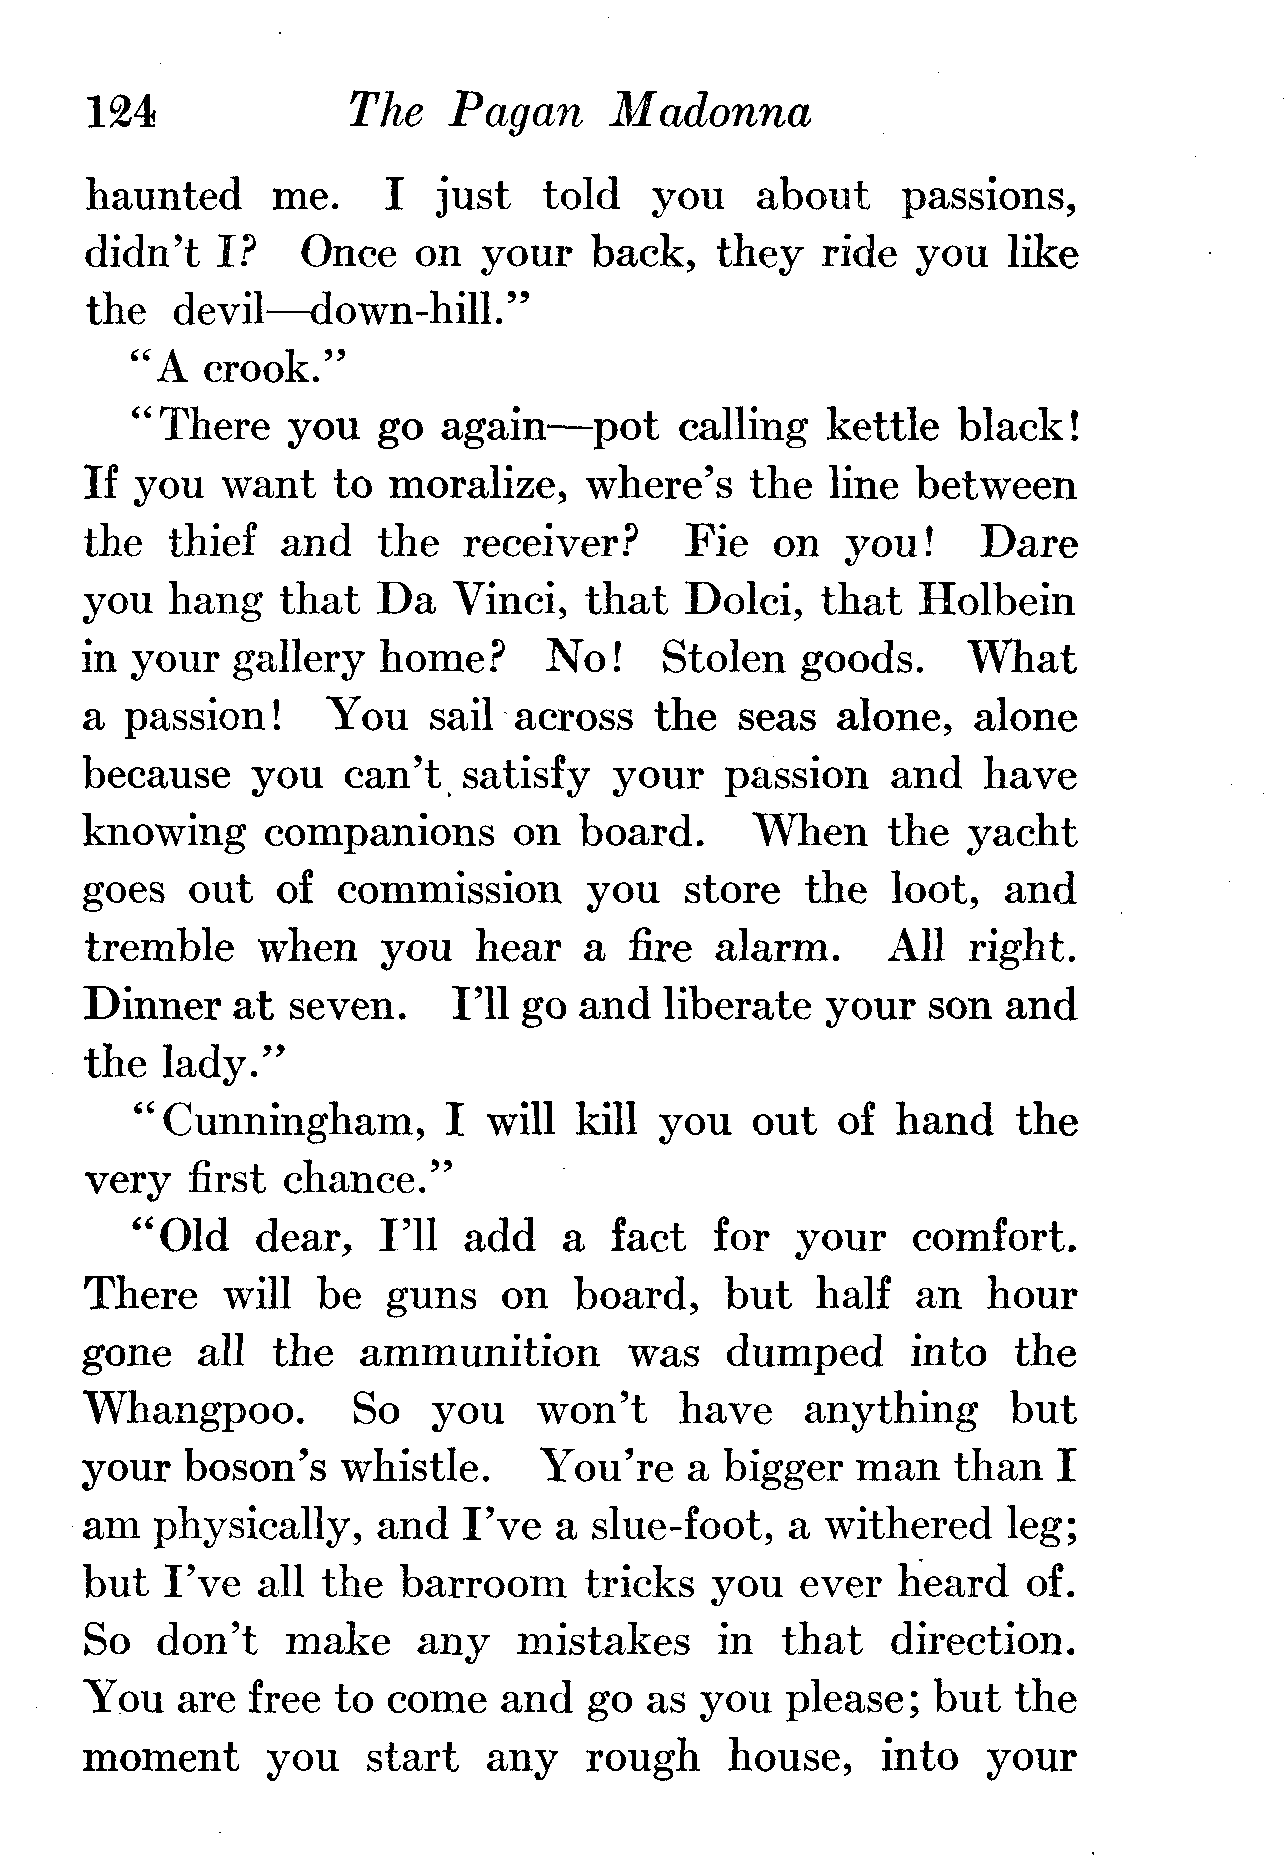 124 The Pagan Madonna
haunted me. I just told you about passions,
didn't I? Once on your back, they ride you like
the devil—down-hill."
"A crook."
"There you go again—pot calling kettle black!
If you want to moralize, where's the line between
the thief and the receiver? Fie on you! Dare
you hang that Da Vinci, that Dolci, that Holbein
in your gallery home? No! Stolen goods. What
a passion! You sail across the seas alone, alone
because you can't satisfy your passion and have
knowing companions on board. When the yacht
goes out of commission you store the loot, and
tremble when you hear a fire alarm. All right.
Dinner at seven. I'll go and liberate your son and
the lady."
"Cunningham, I will kill you out of hand the
very first chance."
"Old dear, I'll add a fact for your comfort.
There will be guns on board, but half an hour
gone all the ammunition was dumped into the
Whangpoo. So you won't have anything but
your boson's whistle. You're a bigger man than I
am physically, and I've a slue-foot, a withered leg;
but I've all the barroom tricks you ever heard of.
So don't make any mistakes in that direction.
You are free to come and go as you please; but the
moment you start any rough house, into your